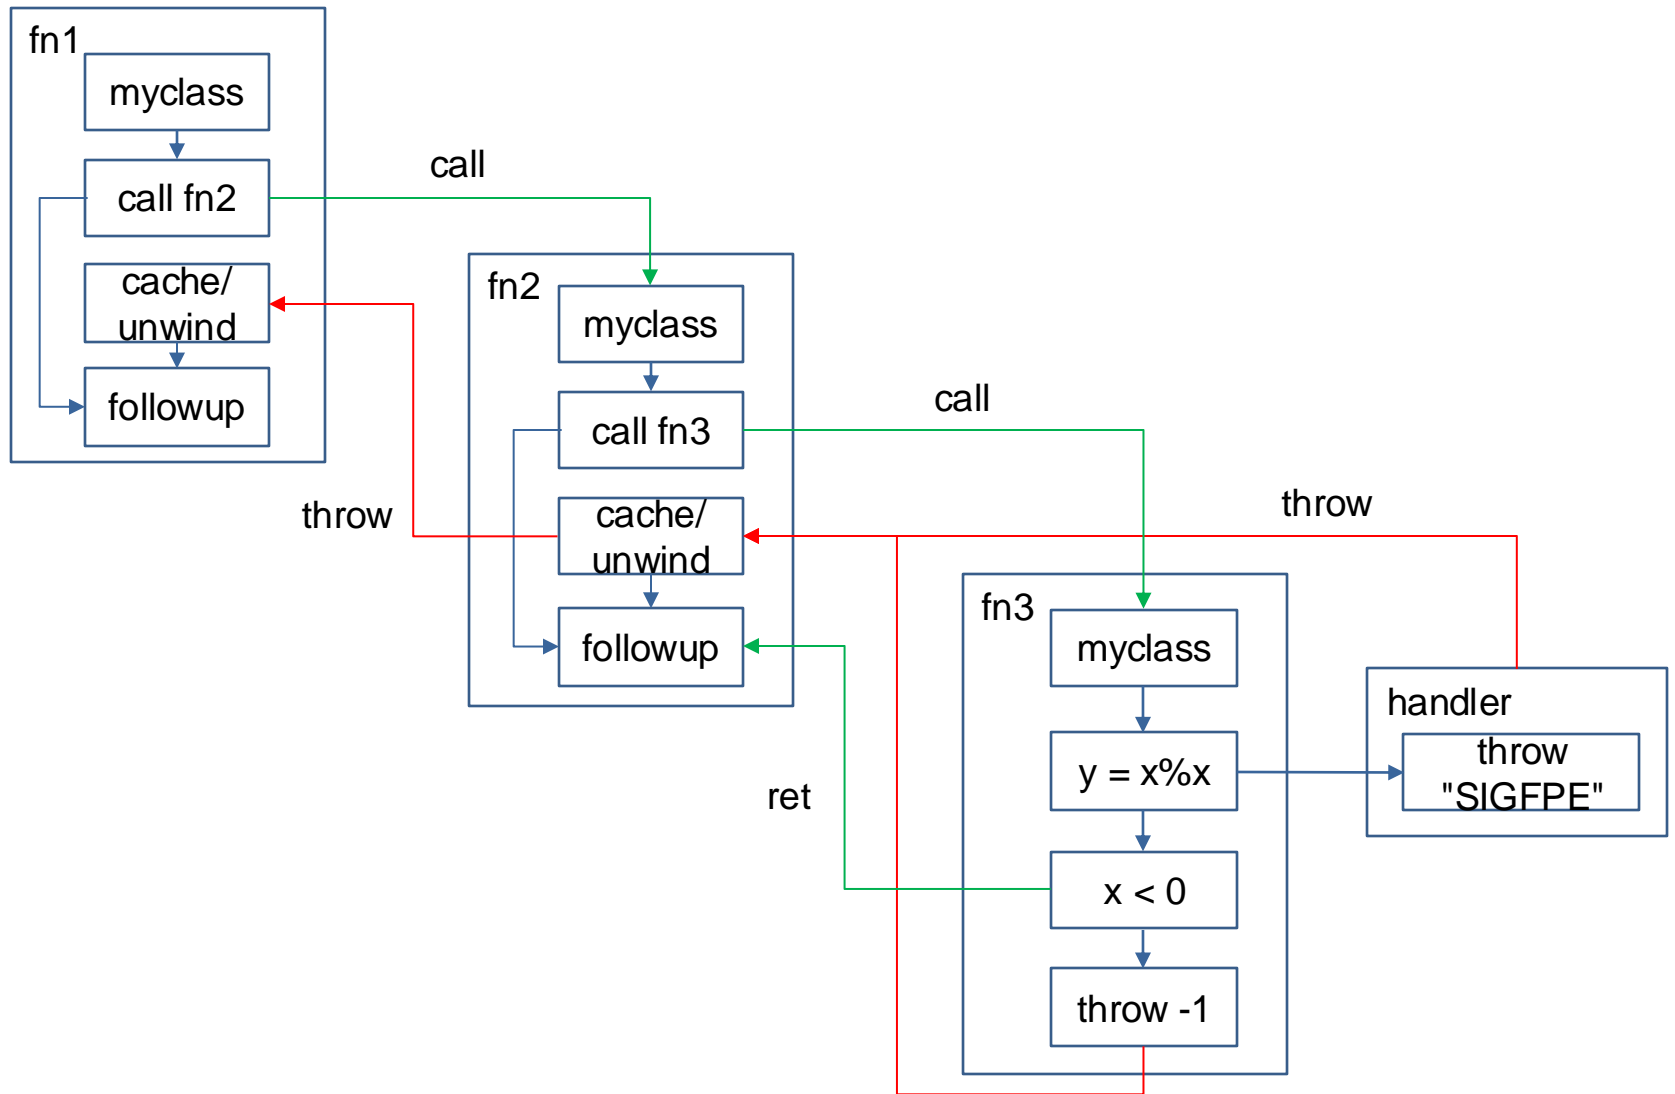 fn1
myclass
call fn2
cache/
unwind
followup
call
fn2
myclass
call fn3
cache/
unwind
followup
throw
call
throw
ret
fn3
myclass
y = x%x
x < 0
throw -1
handler
throw
"SIGFPE"